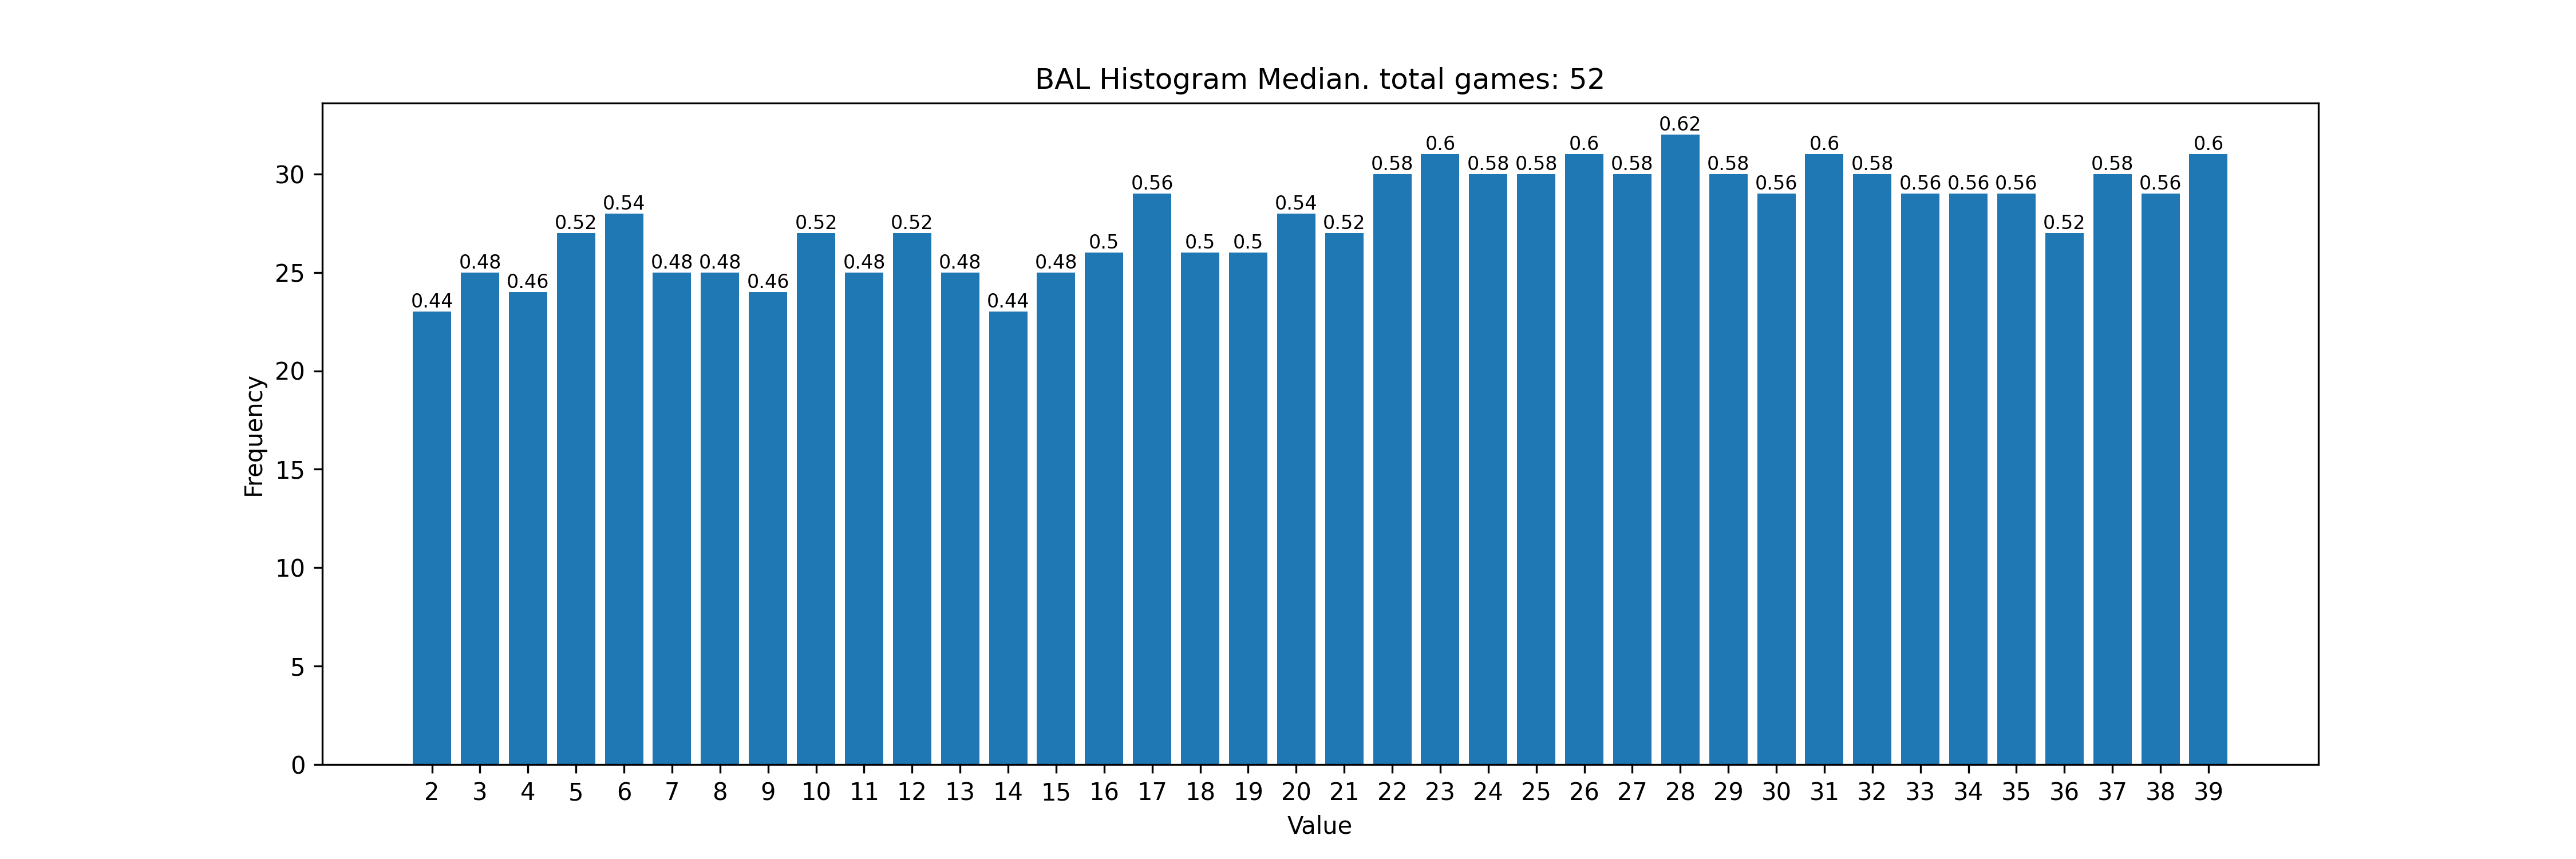 BAL Histogram Median. total games: 52
0.44 0.48 0.46 0.52 0.54 0.48 0.48 0.46 0.52 0.48 0.52 0.48 0.44 0.48 0.5 0.56 0.5 0.5 0.54 0.52 0.58 0.6 0.58 0.58 0.6 0.58 0.62 0.58 0.56 0.6 0.58 0.56 0.56 0.56 0.52 0.58 0.56 0.6
30
25
20
15
10
5
0
Frequency
2 3 4 5 6 7 8 9 10 11 12 13 14 15 16 17 18 19 20 21 22 23 24 25 26 27 28 29 30 31 32 33 34 35 36 37 38 39
Value